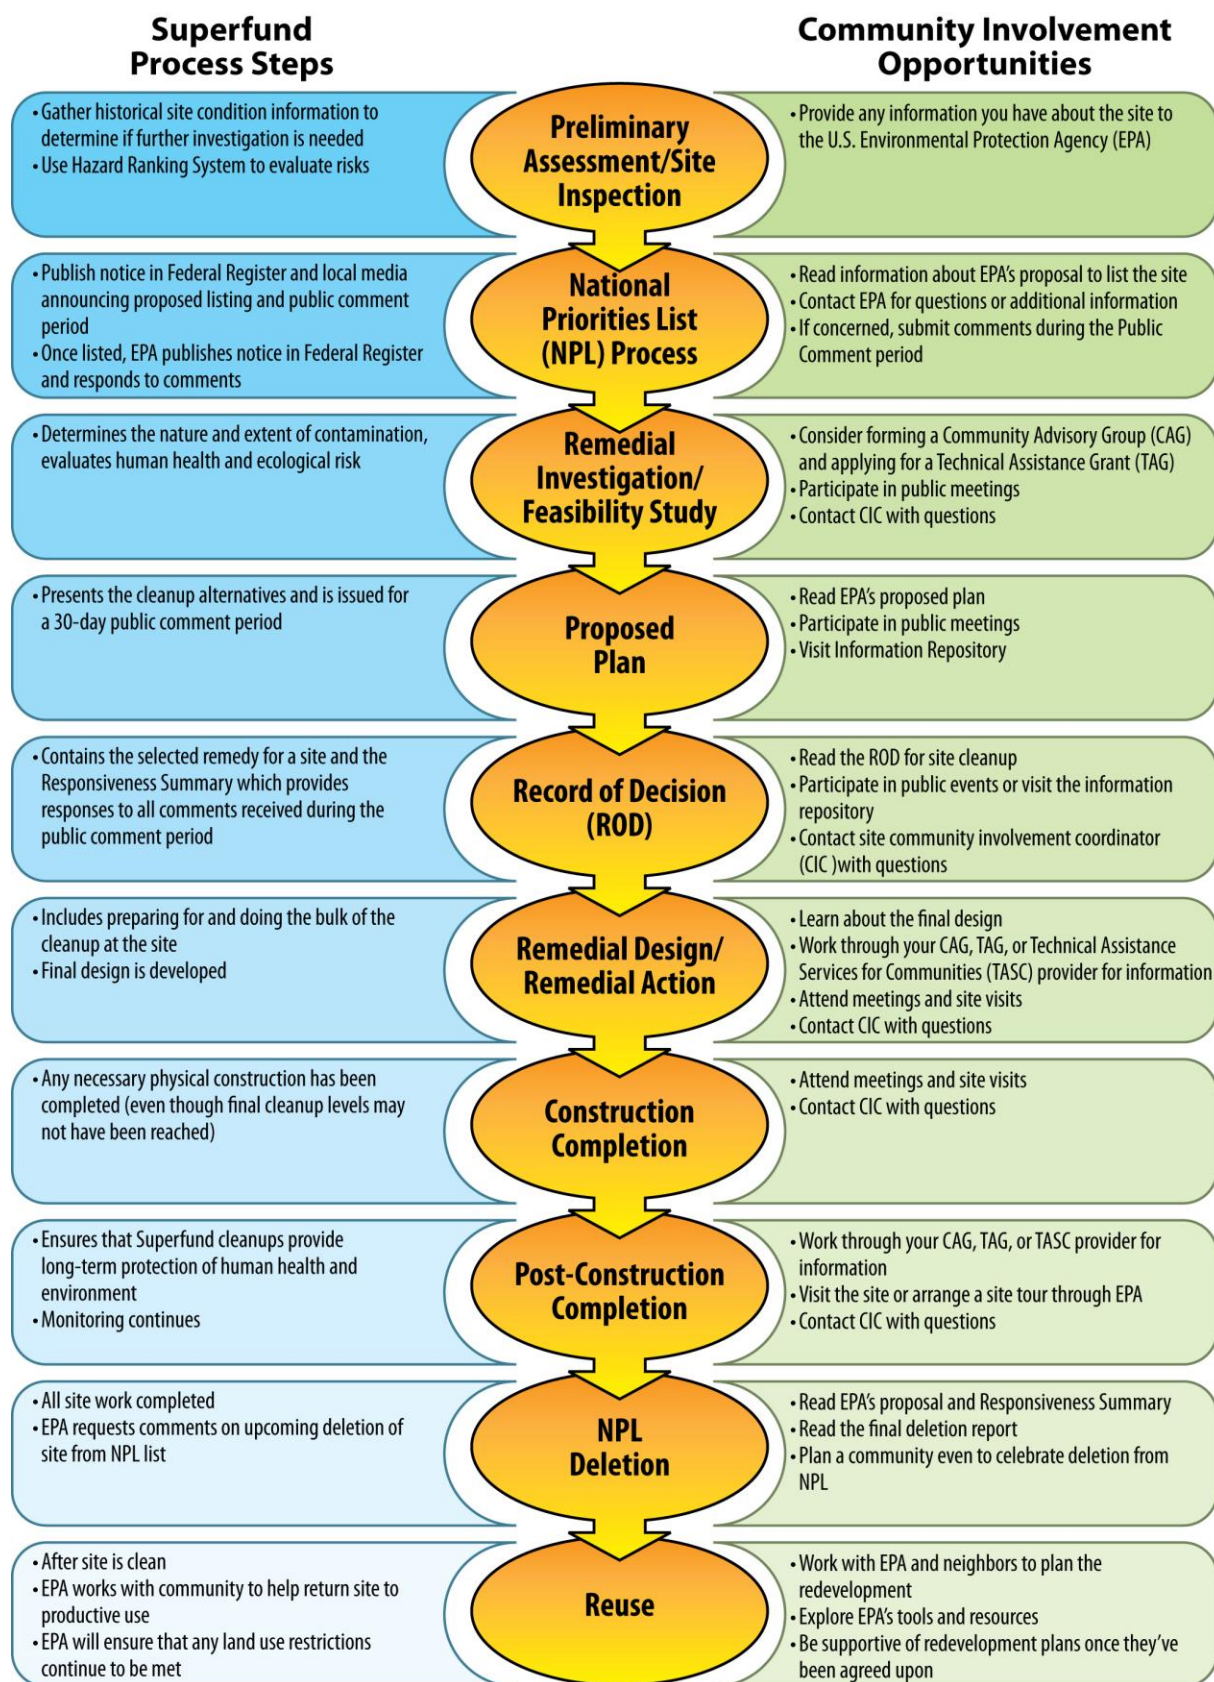 Superfund
Process Steps
Community Involvement
Opportunities
• Gather historical site condition information to
determine if further investigation is needed
• Use Hazard Ranking System to evaluate risks
Preliminary
Assessment/Site
Inspection
• Provide any information you have about the site to
the U.S. Environmental Protection Agency (EPA)
• Publish notice in Federal Register and local media
announcing proposed listing and public comment
period
• Once listed, EPA publishes notice in Federal Register
and responds to comments
National
Priorities List
(NPL) Process
• Read information about EPA's proposal to list the site
• Contact EPA for questions or additional information
• If concerned, submit comments during the Public
Comment period
• Determines the nature and extent of contamination,
evaluates human health and ecological risk
Remedial
Investigation/
Feasibility Study
• Consider forming a Community Advisory Group (CAG)
and applying for a Technical Assistance Grant (TAG)
• Participate in public meetings
• Contact CIC with questions
• Presents the cleanup alternatives and is issued for
a 30-day public comment period
Proposed
Plan
• Read EPA's proposed plan
• Participate in public meetings
• Visit Information Repository
• Contains the selected remedy for a site and the
Responsiveness Summary which provides
responses to all comments received during the
public comment period
Record of Decision
(ROD)
• Read the ROD for site cleanup
• Participate in public events or visit the information
repository
• Contact site community involvement coordinator
(CIC )with questions
• Includes preparing for and doing the bulk of the
cleanup at the site
• Final design is developed
Remedial Design/
Remedial Action
• Learn about the final design
• Work through your CAG, TAG, or Technical Assistance
Services for Communities (TASC) provider for information
• Attend meetings and site visits
• Contact CIC with questions
• Any necessary physical construction has been
completed (even though final cleanup levels may
not have been reached)
Construction
Completion
• Attend meetings and site visits
• Contact CIC with questions
• Ensures that Superfund cleanups provide
long-term protection of human health and
environment
• Monitoring continues
Post-Construction
Completion
• Work through your CAG, TAG, or TASC provider for
information
• Visit the site or arrange a site tour through EPA
• Contact CIC with questions
• All site work completed
• EPA requests comments on upcoming deletion of
site from NPL list
NPL
Deletion
• Read EPA's proposal and Responsiveness Summary
• Read the final deletion report
• Plan a community even to celebrate deletion from
NPL
• After site is clean
• EPA works with community to help return site to
productive use
• EPA will ensure that any land use restrictions
continue to be met
Reuse
• Work with EPA and neighbors to plan the
redevelopment
• Explore EPA's tools and resources
• Be supportive of redevelopment plans once they've
been agreed upon